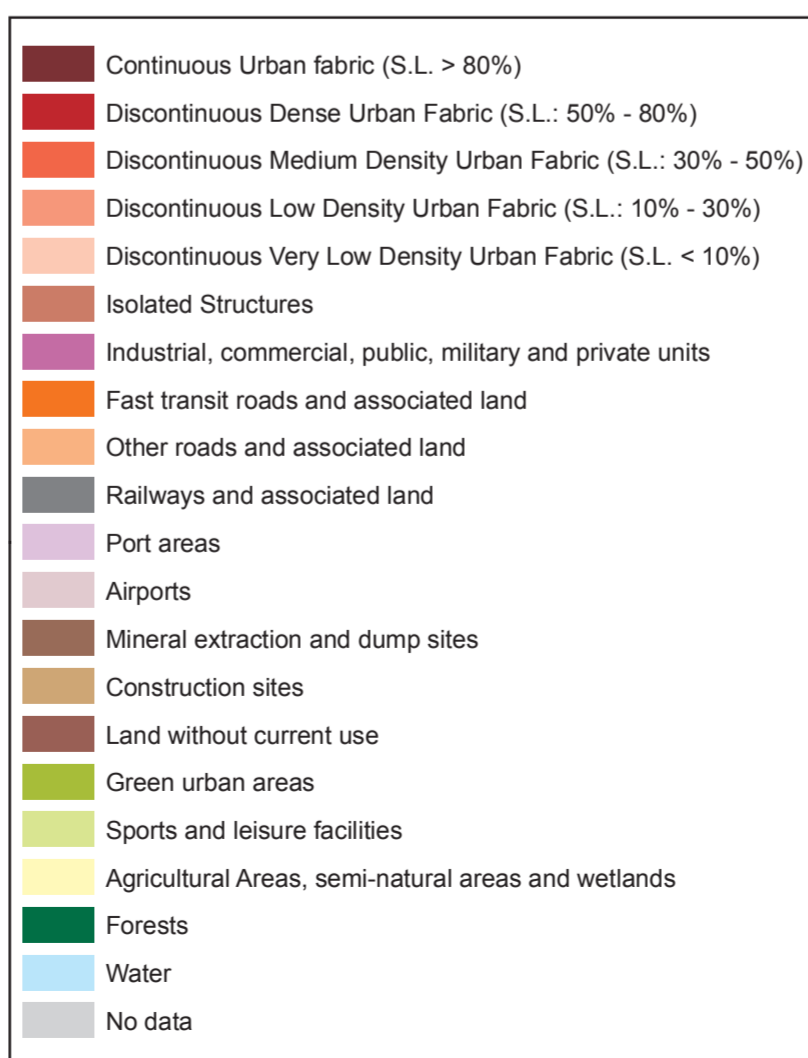 Continuous Urban fabric (S.L. > 80%)
Discontinuous Dense Urban Fabric (S.L.: 50% - 80%)
Discontinuous Medium Density Urban Fabric (S.L.: 30% - 50%)
Discontinuous Low Density Urban Fabric (S.L.: 10% - 30%)
Discontinuous Very Low Density Urban Fabric (S.L. < 10%)
Isolated Structures
Industrial, commercial, public, military and private units
Fast transit roads and associated land
Other roads and associated land
Railways and associated land
Port areas
Airports
Mineral extraction and dump sites
Construction sites
Land without current use
Green urban areas
Sports and leisure facilities
Agricultural Areas, semi-natural areas and wetlands
Forests
Water
No data